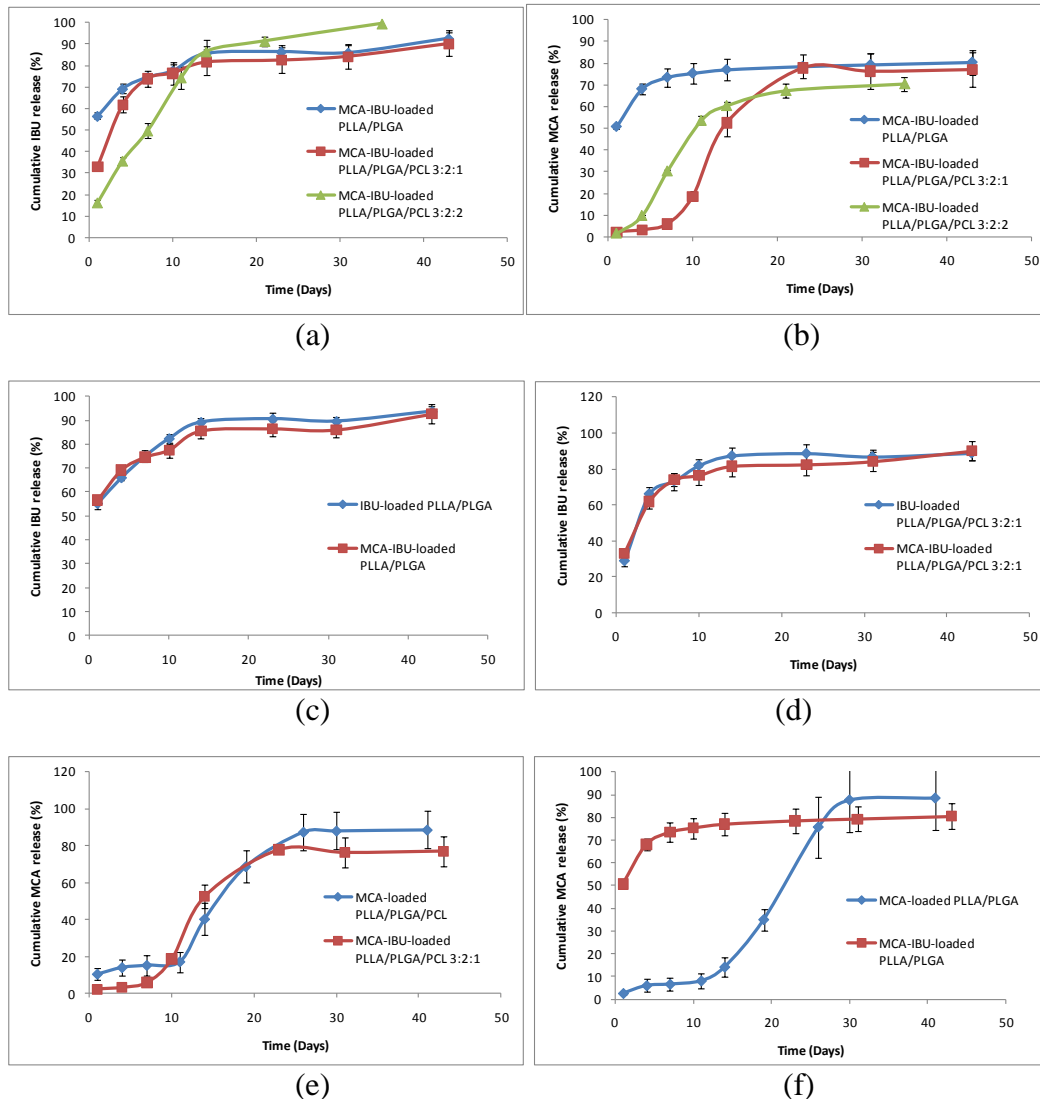 Cumulative IBU release (%)
100
90
80
70
60
50
40
30
20
10
0
0 10 20 30 40 50
Time (Days)
MCA-IBU-loaded
PLLA/PLGA
MCA-IBU-loaded
PLLA/PLGA/PCL 3:2:1
MCA-IBU-loaded
PLLA/PLGA/PCL 3:2:2
(a)
Cumulative MCA release (%)
100
90
80
70
60
50
40
30
20
10
0
0 10 20 30 40 50
Time (Days)
MCA-IBU-loaded
PLLA/PLGA
MCA-IBU-loaded
PLLA/PLGA/PCL 3:2:1
MCA-IBU-loaded
PLLA/PLGA/PCL 3:2:2
(b)
Cumulative IBU release (%)
100
90
80
70
60
50
40
30
20
10
0
0 10 20 30 40 50
Time (Days)
IBU-loaded PLLA/PLGA
MCA-IBU-loaded
PLLA/PLGA
(c)
Cumulative IBU release (%)
120
100
80
60
40
20
0
0 10 20 30 40 50
Time (Days)
IBU-loaded
PLLA/PLGA/PCL 3:2:1
MCA-IBU-loaded
PLLA/PLGA/PCL 3:2:1
(d)
Cumulative MCA release (%)
120
100
80
60
40
20
0
0 10 20 30 40 50
Time (Days)
MCA-loaded
PLLA/PLGA/PCL
MCA-IBU-loaded
PLLA/PLGA/PCL 3:2:1
(e)
Cumulative MCA release (%)
100
90
80
70
60
50
40
30
20
10
0
0 10 20 30 40 50
Time (Days)
MCA-loaded PLLA/PLGA
MCA-IBU-loaded
PLLA/PLGA
(f)